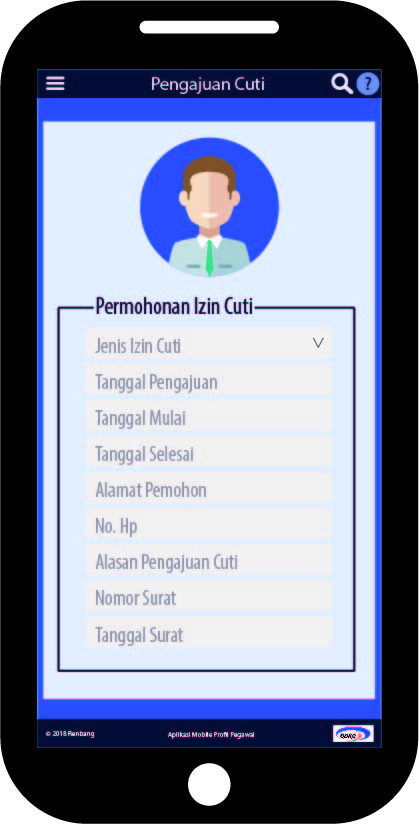 Pengajuan Cuti
?
Permohonan Izin Cuti
Jenis Izin Cuti
Tanggal Pengajuan
Tanggal Mulai
Tanggal Selesai
Alamat Pemohon
No. Hp
Alasan Pengajuan Cuti
Nomor Surat
Tanggal Surat
© 2018 Renbang
Aplikasi Mobile Profil Pegawai